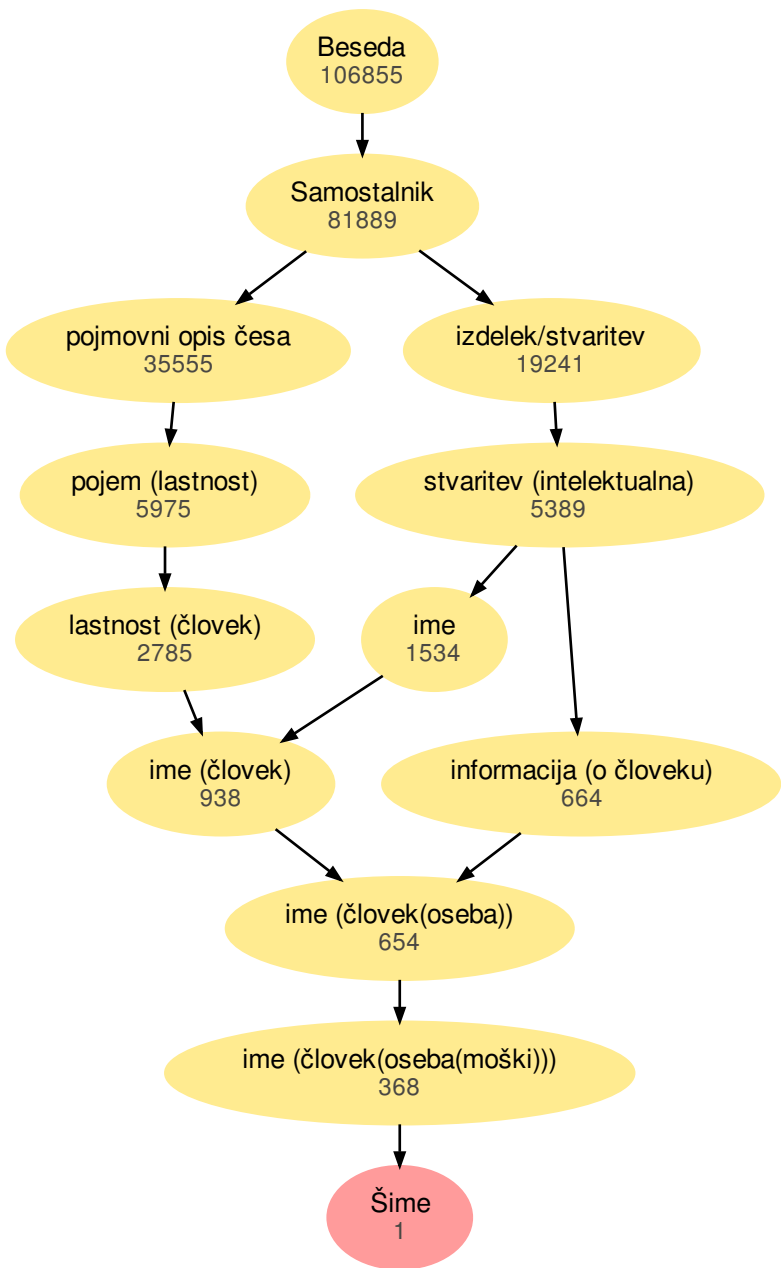 Beseda
106855
Samostalnik
81889
pojmovni opis česa
35555
izdelek/stvaritev
19241
pojem (lastnost)
5975
stvaritev (intelektualna)
5389
lastnost (človek)
2785
ime
1534
ime (človek)
938
informacija (o človeku)
664
ime (človek(oseba))
654
ime (človek(oseba(moški)))
368
Šime
1